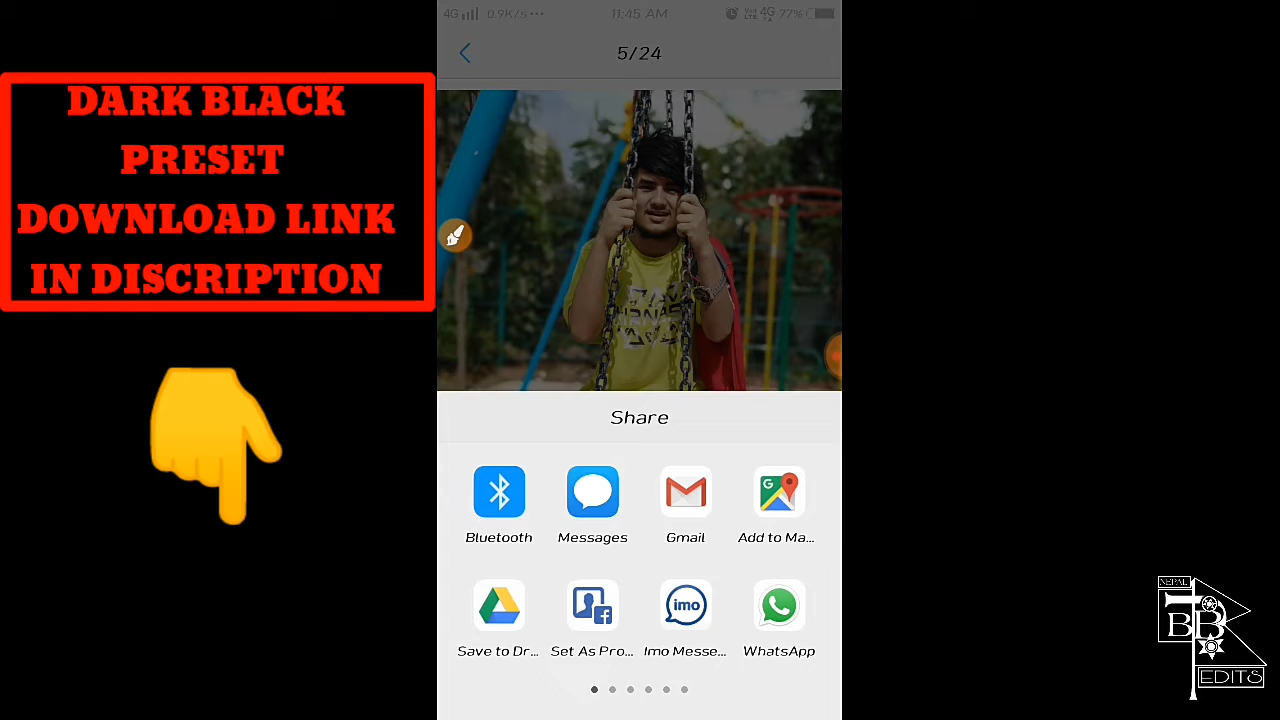 DARK BLACK
PRESET
DOWNLOAD LINK
IN DISCRIPTION
4G 0.9K/s ••• 11:45 AM 4G 77%
5/24
Share
Bluetooth Messages Gmail Add to Ma...
Save to Dr... Set As Pro... Imo Messe... WhatsApp
imo
NEPAL
BB
EDITS